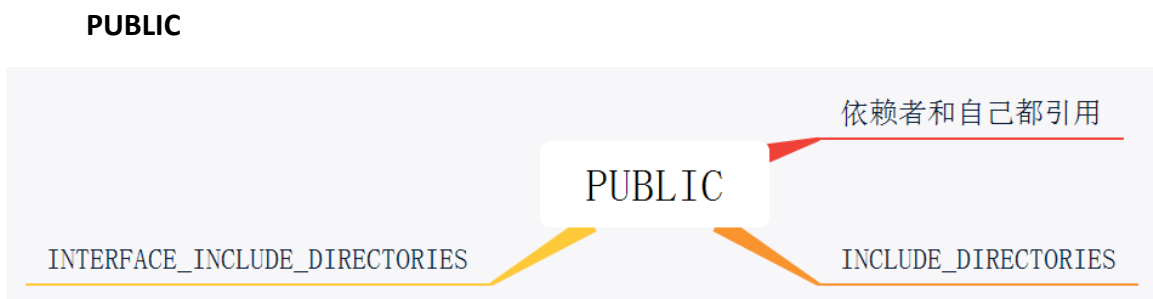 PUBLIC
依赖者和自己都引用
PUBLIC
INTERFACE_INCLUDE_DIRECTORIES
INCLUDE_DIRECTORIES